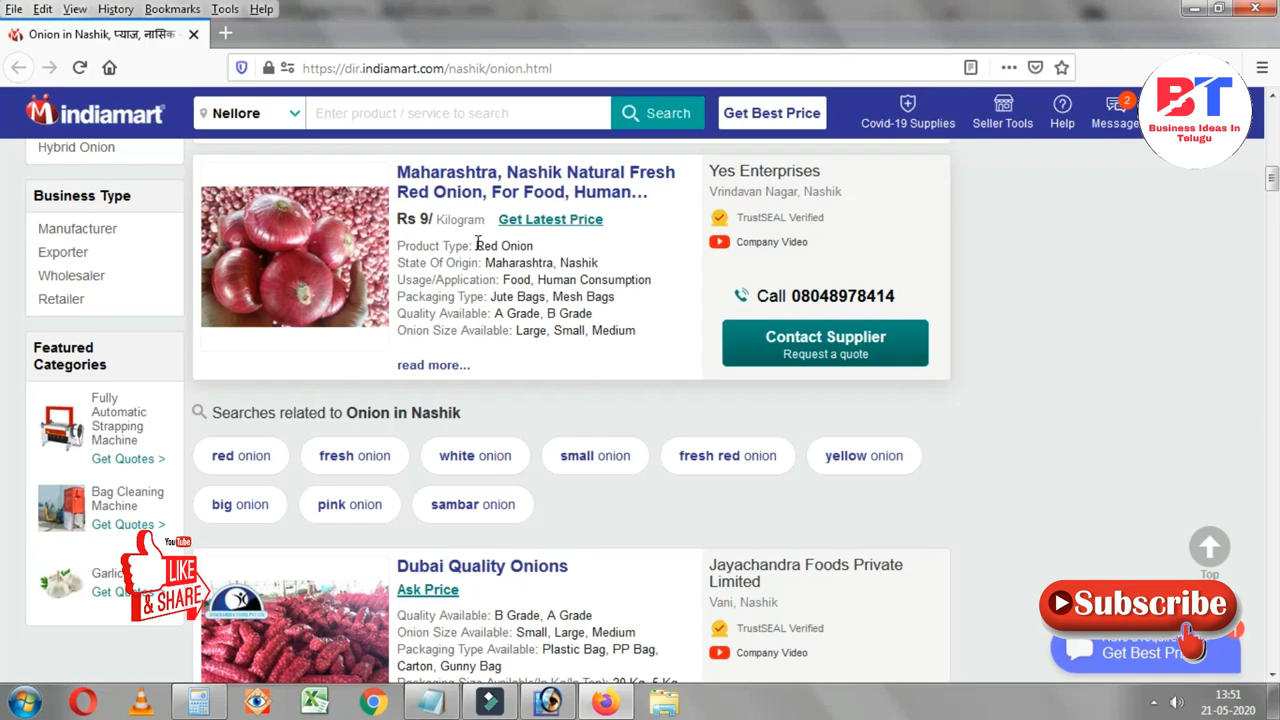 File Edit View History Bookmarks Tools Help
Onion in Nashik, प्याज, नासिक
https://dir.indiamart.com/nashik/onion.html
indiamart
Nellore
Enter product / service to search
Search
Get Best Price
Covid-19 Supplies
Seller Tools
Help
Message
2
BT
Business Ideas In
Telugu
Hybrid Onion
Business Type
Manufacturer
Exporter
Wholesaler
Retailer
Featured
Categories
Fully
Automatic
Strapping
Machine
Get Quotes >
Bag Cleaning
Machine
Get Quotes >
Garlic
Get
YouTube
LIKE
& SHARE
Maharashtra, Nashik Natural Fresh
Red Onion, For Food, Human...
Rs 9/ Kilogram Get Latest Price
Product Type: Red Onion
State Of Origin: Maharashtra, Nashik
Usage/Application: Food, Human Consumption
Packaging Type: Jute Bags, Mesh Bags
Quality Available: A Grade, B Grade
Onion Size Available: Large, Small, Medium
read more...
Yes Enterprises
Vrindavan Nagar, Nashik
TrustSEAL Verified
Company Video
Call 08048978414
Contact Supplier
Request a quote
Searches related to Onion in Nashik
red onion
fresh onion
white onion
small onion
fresh red onion
yellow onion
big onion
pink onion
sambar onion
Dubai Quality Onions
Ask Price
Quality Available: B Grade, A Grade
Onion Size Available: Small, Large, Medium
Packaging Type Available: Plastic Bag, PP Bag,
Carton, Gunny Bag
Jayachandra Foods Private
Limited
Vani, Nashik
TrustSEAL Verified
Company Video
Top
Subscribe
Get Best
13:51
21-05-2020